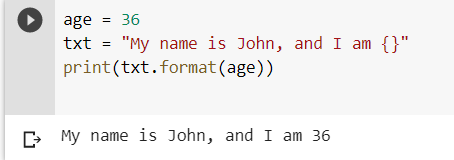 age = 36
txt = "My name is John, and I am {}"
print(txt.format(age))
My name is John, and I am 36